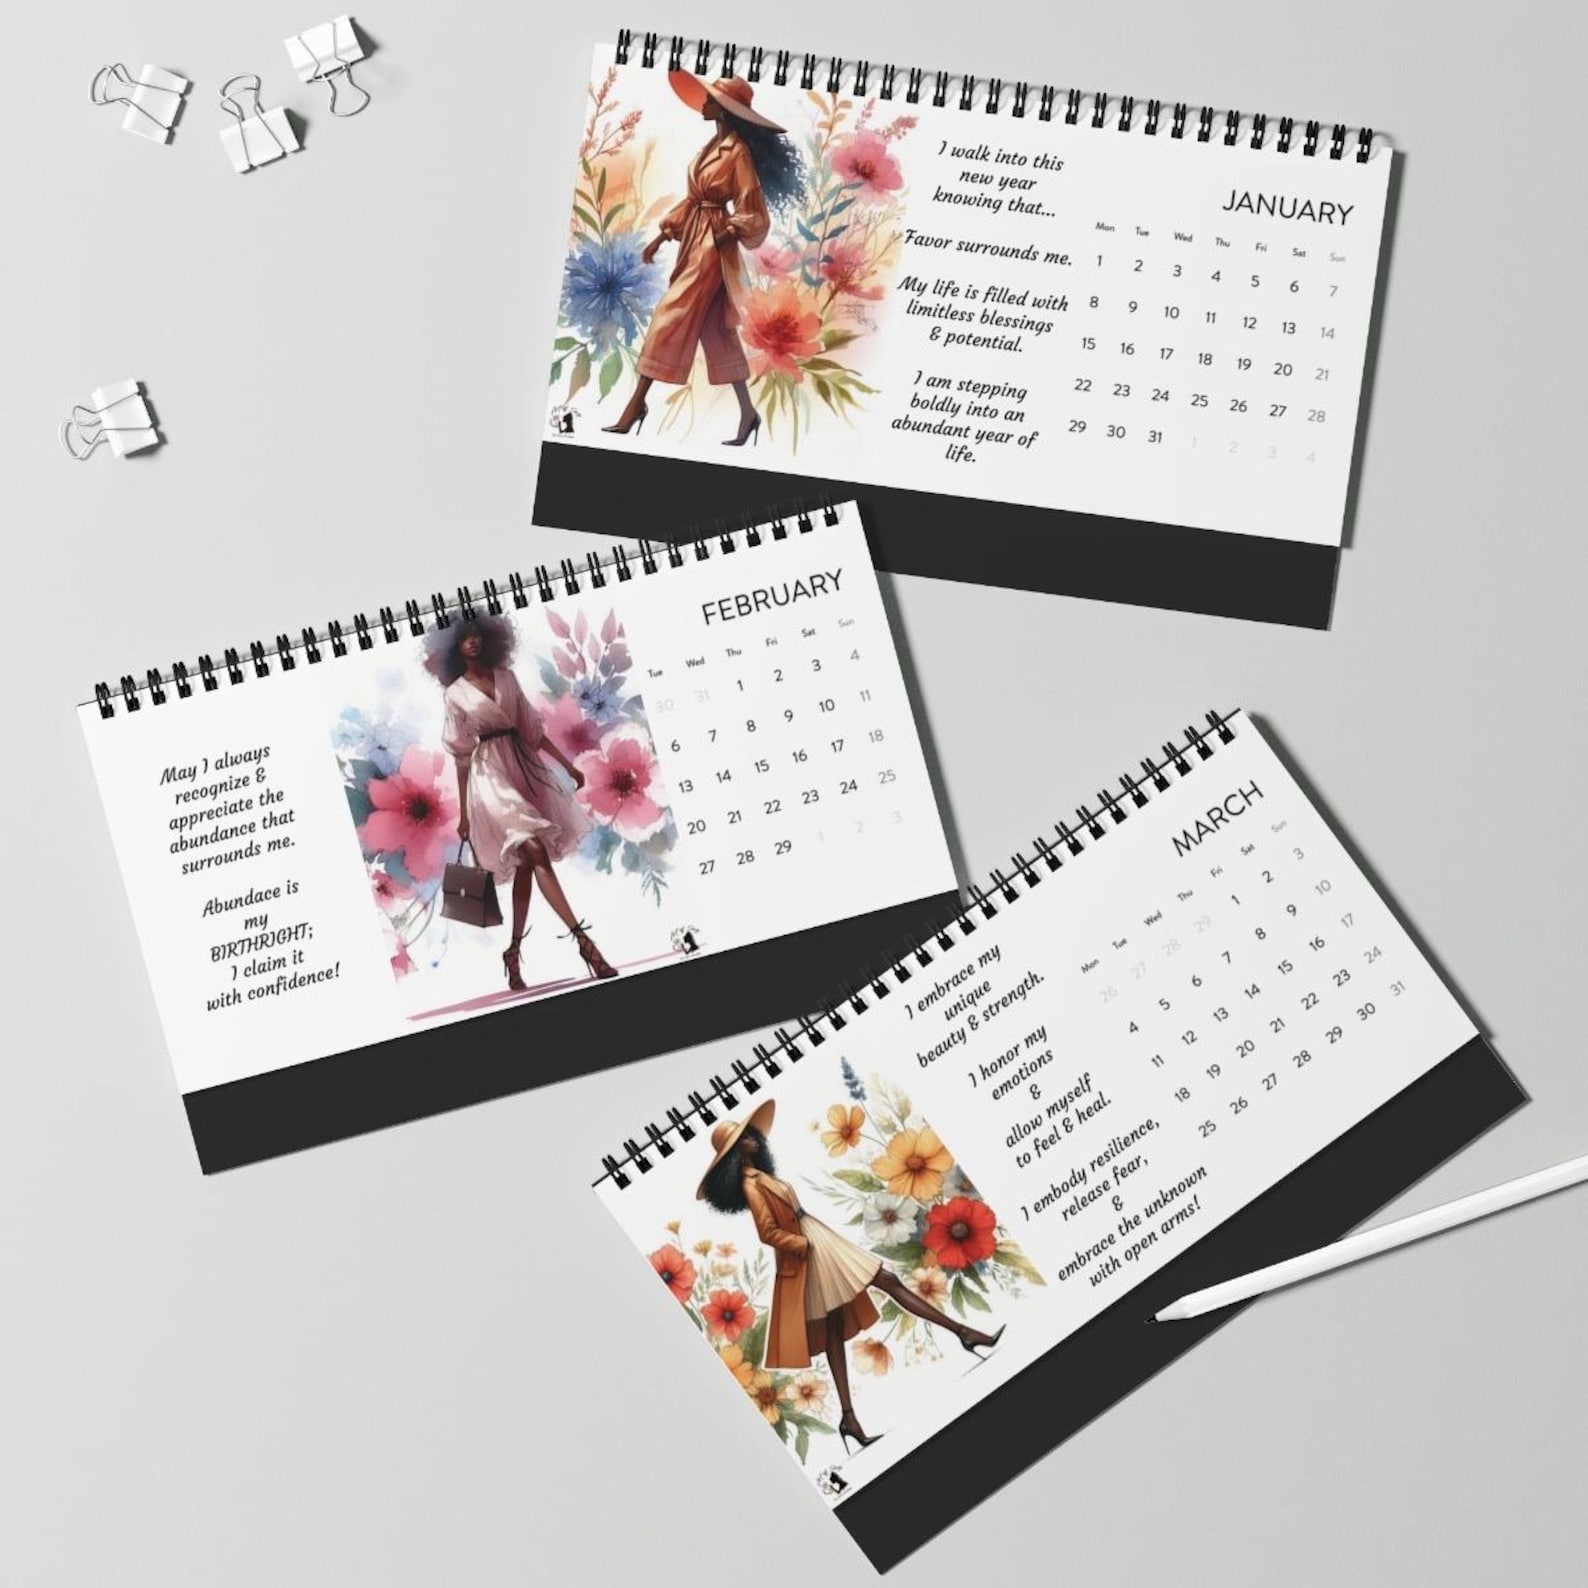 I walk into this
new year
knowing that...
Favor surrounds me.
My life is filled with
limitless blessings
& potential.
I am stepping
boldly into an
abundant year of
life.
JANUARY
Mon Tue Wed Thu Fri Sat Sun
1 2 3 4 5 6 7
8 9 10 11 12 13 14
15 16 17 18 19 20 21
22 23 24 25 26 27 28
29 30 31 1 2 3 4
May I always
recognize &
appreciate the
abundance that
surrounds me.
Abundace is
my
BIRTHRIGHT;
I claim it
with confidence!
FEBRUARY
Tue Wed Thu Fri Sat Sun
30 31 1 2 3 4
6 7 8 9 10 11
13 14 15 16 17 18
20 21 22 23 24 25
27 28 29 1 2 3
I embrace my
unique
beauty & strength.
I honor my
emotions
&
allow myself
to feel & heal.
I embody resilience,
release fear,
&
embrace the unknown
with open arms!
MARCH
Mon Tue Wed Thu Fri Sat Sun
26 27 28 29 1 2 3
4 5 6 7 8 9 10
11 12 13 14 15 16 17
18 19 20 21 22 23 24
25 26 27 28 29 30 31